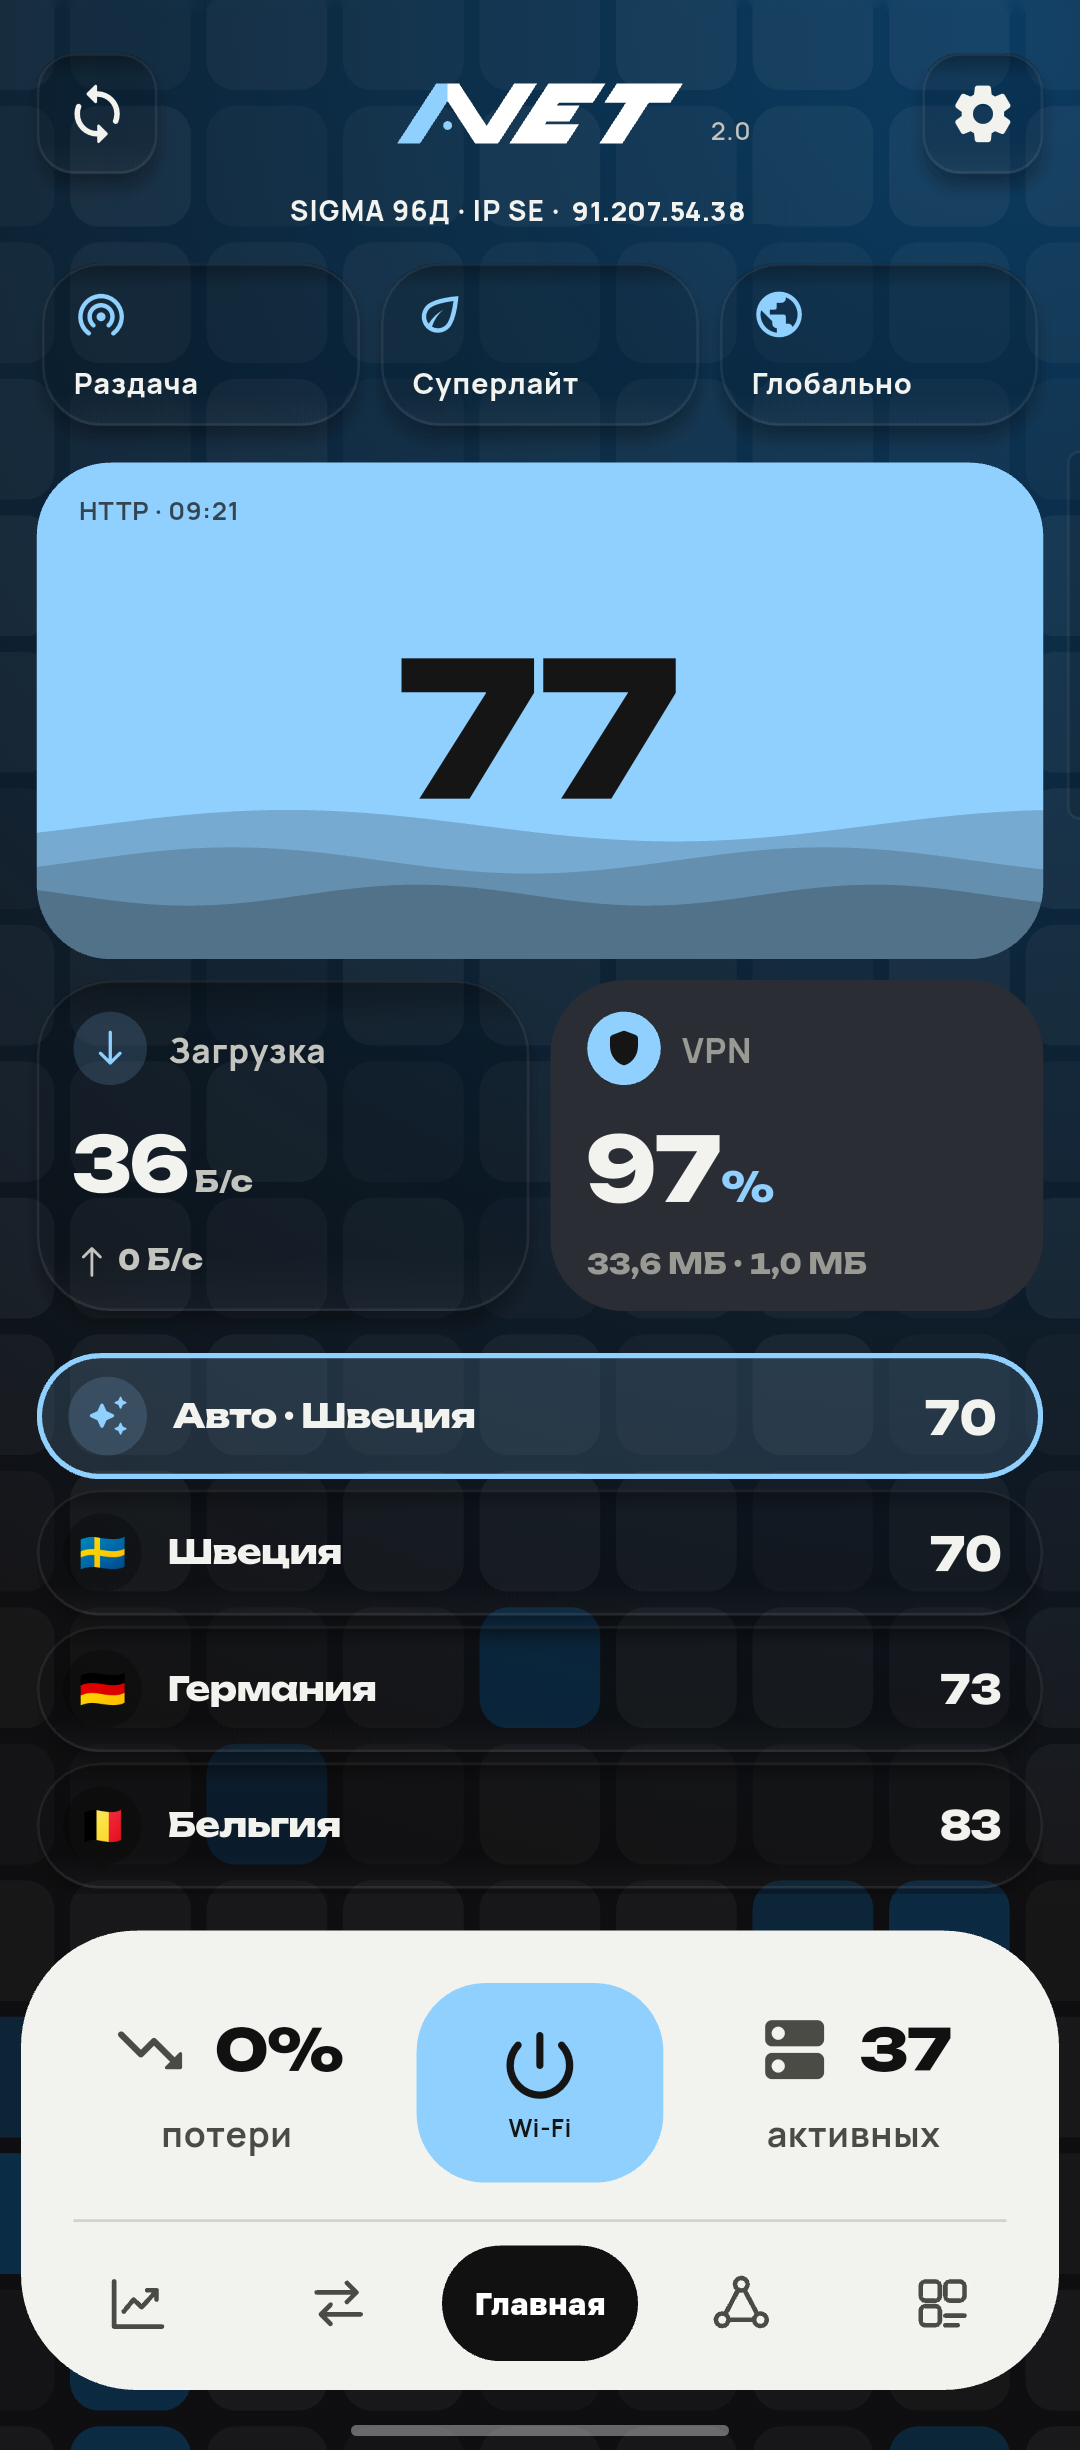 NET 2.0
SIGMA 96Д · IP SE · 91.207.54.38
Раздача
Суперлайт
Глобально
HTTP · 09:21
77
Загрузка
36 Б/с
↑ 0 Б/с
VPN
97%
33,6 МБ · 1,0 МБ
Авто · Швеция 70
Швеция 70
Германия 73
Бельгия 83
0%
потери
Wi-Fi
37
активных
Главная